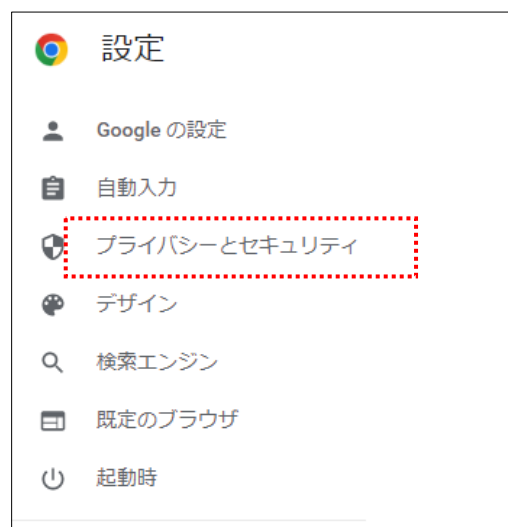 設定
Google の設定
自動入力
プライバシーとセキュリティ
デザイン
検索エンジン
既定のブラウザ
起動時